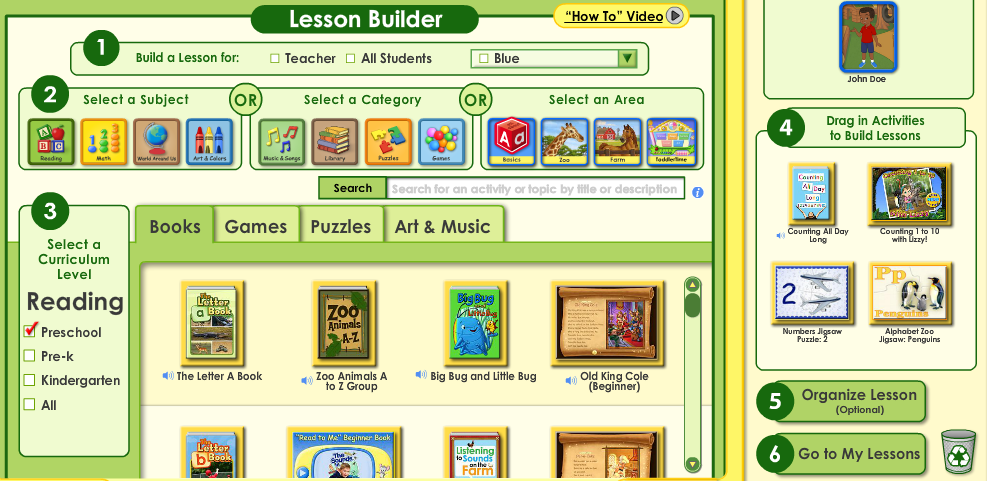 Lesson Builder
"How To" Video
1
Build a Lesson for:
Teacher
All Students
Blue
2
Select a Subject
OR
Select a Category
OR
Select an Area
A
B C
Reading
Math
World Around Us
Art & Colors
Music & Songs
Library
Puzzles
Games
Basics
Zoo
Farm
ToddlerTime
Search
Search for an activity or topic by title or description
i
3
Select a
Curriculum
Level
Reading
Preschool
Pre-k
Kindergarten
All
Books
Games
Puzzles
Art & Music
The Letter
a Book
The Letter A Book
Zoo
Animals
A-Z
Zoo Animals A
to Z Group
Big Bug
and Little Bug
Big Bug and Little Bug
Old King Cole
Old King Cole
(Beginner)
The Letter
b Book
"Read to Me" Beginner Book
The
Sounds
Listening
to Sounds
on the
Farm
John Doe
4
Drag in Activities
to Build Lessons
Counting
All Day
Long
Counting All Day
Long
Counting 1 to 10
with Lizzy!
2
Numbers Jigsaw
Puzzle: 2
Pp
Penguins
Alphabet Zoo
Jigsaw: Penguins
5
Organize Lesson
(Optional)
6
Go to My Lessons